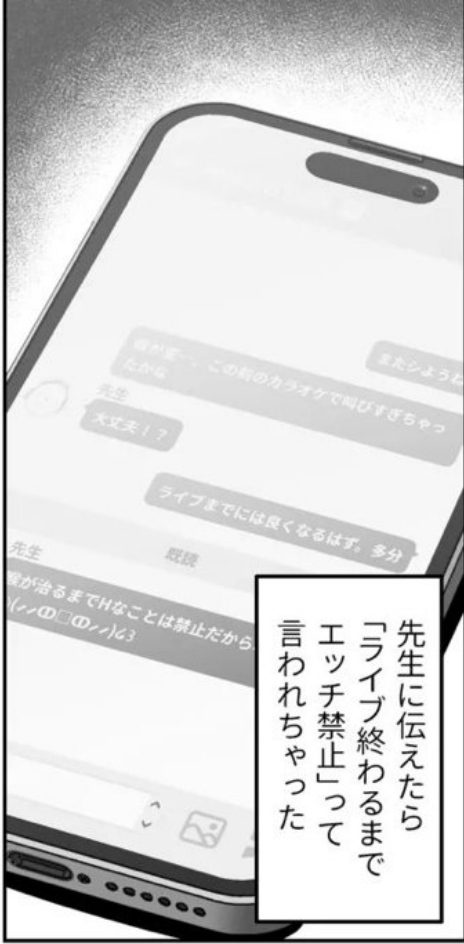 またシようね
喉が変…、この前のカラオケで叫びすぎちゃっ
たかな
先生
大丈夫！？
ライブまでには良くなるはず。多分
既読
先生
喉が治るまでHなことは禁止だから
先生に伝えたら
「ライブ終わるまで
エッチ禁止」って
言われちゃった